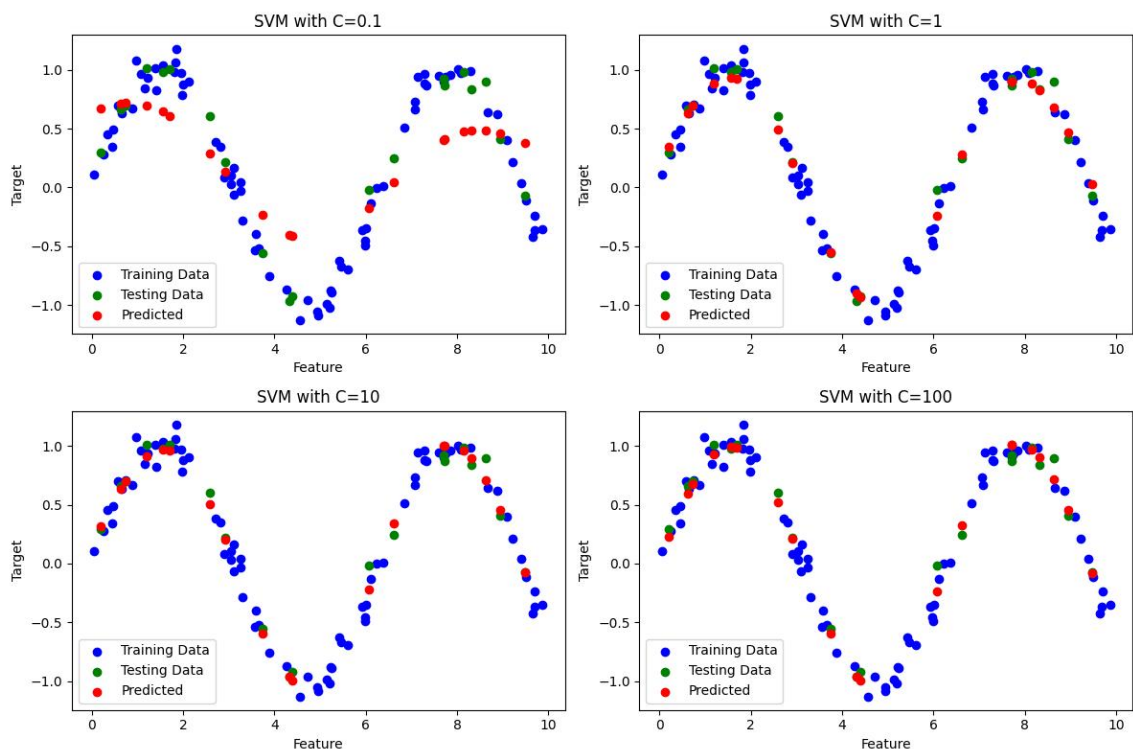 SVM with C=0.1
1.0
0.5
0.0
−0.5
−1.0
Target
Training Data
Testing Data
Predicted
0 2 4 6 8 10
Feature
SVM with C=1
1.0
0.5
0.0
−0.5
−1.0
Target
Training Data
Testing Data
Predicted
0 2 4 6 8 10
Feature
SVM with C=10
1.0
0.5
0.0
−0.5
−1.0
Target
Training Data
Testing Data
Predicted
0 2 4 6 8 10
Feature
SVM with C=100
1.0
0.5
0.0
−0.5
−1.0
Target
Training Data
Testing Data
Predicted
0 2 4 6 8 10
Feature